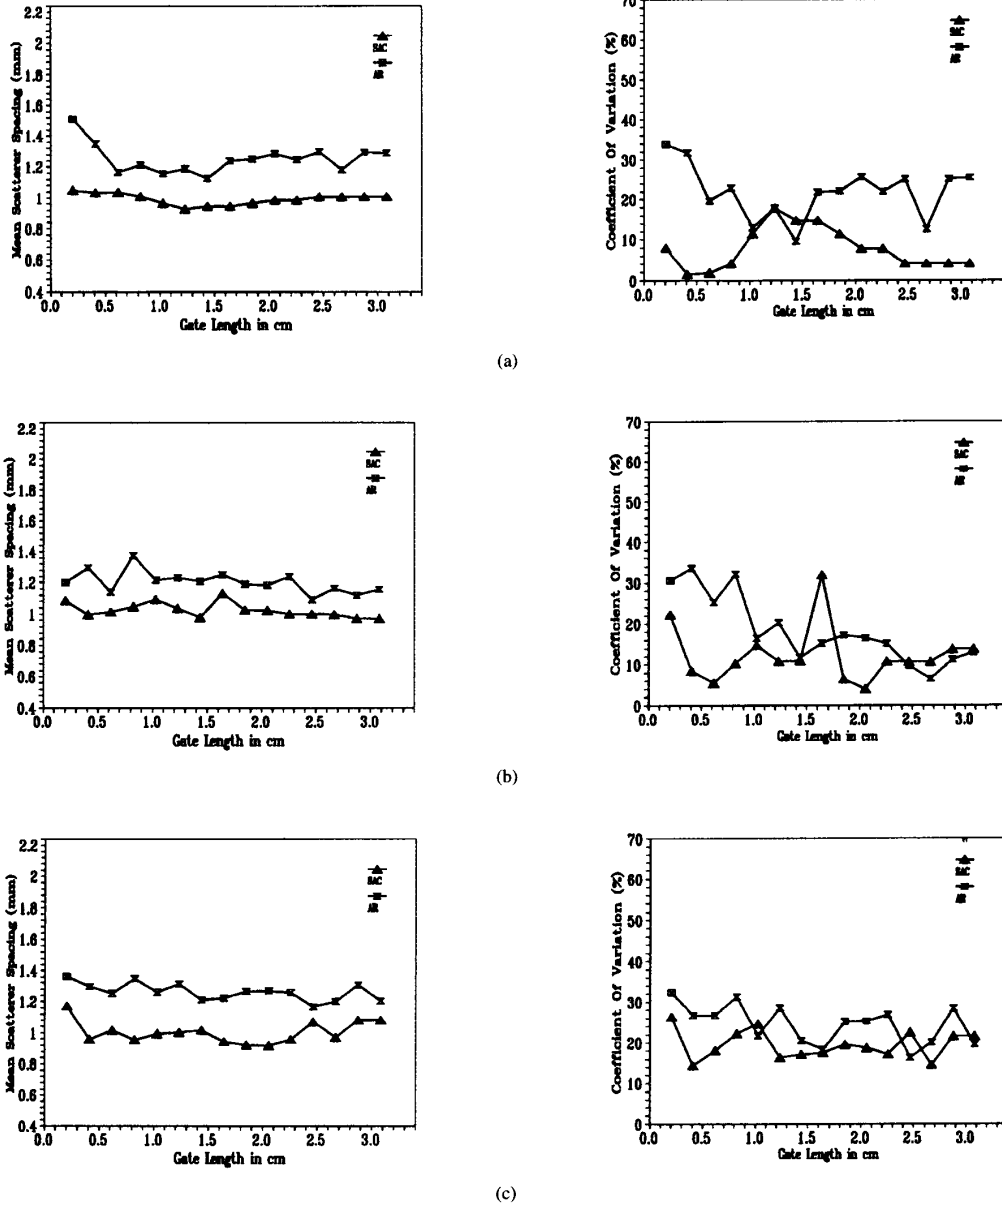 2.2
2
1.8
1.6
1.4
1.2
1
0.8
0.6
0.4
Mean Scatterer Spacing (mm)
0.0 0.5 1.0 1.5 2.0 2.5 3.0
Gate Length in cm
SAC
AR
70
60
50
40
30
20
10
0
Coefficient Of Variation (%)
0.0 0.5 1.0 1.5 2.0 2.5 3.0
Gate Length in cm
SAC
AR
(a)
2.2
2
1.8
1.6
1.4
1.2
1
0.8
0.6
0.4
Mean Scatterer Spacing (mm)
0.0 0.5 1.0 1.5 2.0 2.5 3.0
Gate Length in cm
SAC
AR
70
60
50
40
30
20
10
0
Coefficient Of Variation (%)
0.0 0.5 1.0 1.5 2.0 2.5 3.0
Gate Length in cm
SAC
AR
(b)
2.2
2
1.8
1.6
1.4
1.2
1
0.8
0.6
0.4
Mean Scatterer Spacing (mm)
0.0 0.5 1.0 1.5 2.0 2.5 3.0
Gate Length in cm
SAC
AR
70
60
50
40
30
20
10
0
Coefficient Of Variation (%)
0.0 0.5 1.0 1.5 2.0 2.5 3.0
Gate Length in cm
SAC
AR
(c)